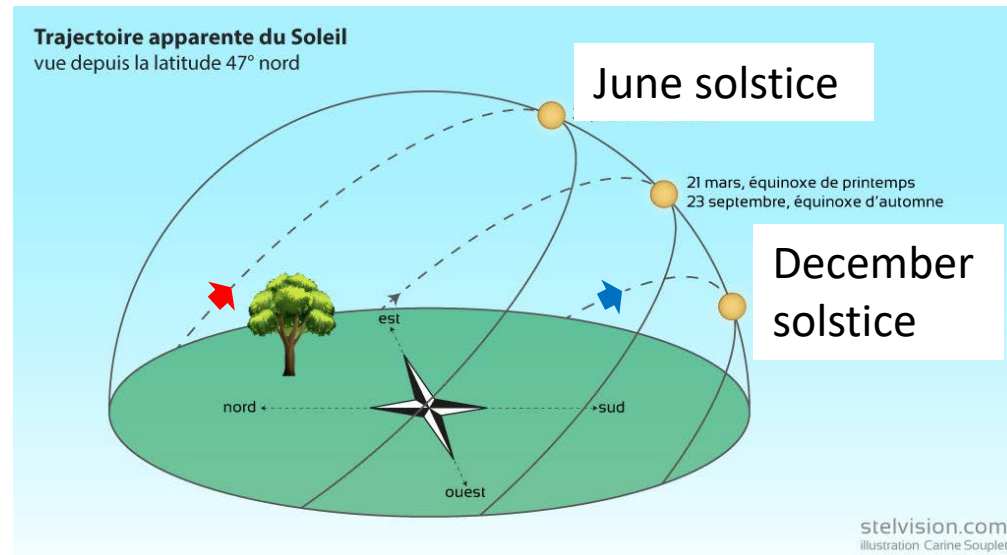 Trajectoire apparente du Soleil
vue depuis la latitude 47° nord
June solstice
21 mars, équinoxe de printemps
23 septembre, équinoxe d'automne
December
solstice
est
nord
sud
ouest
stelvision.com
illustration Carine Souplet